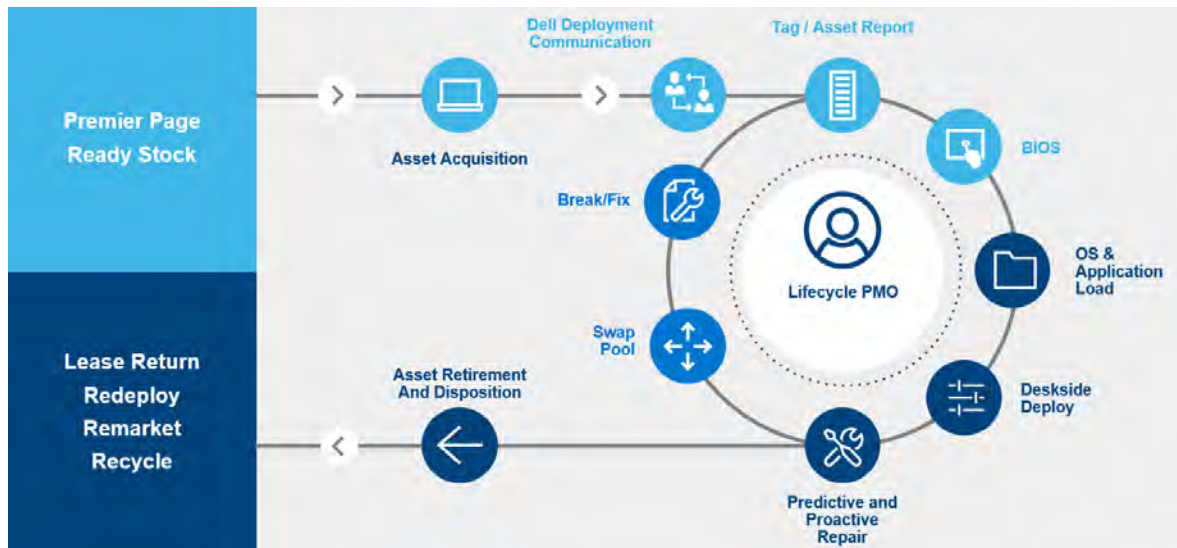 Premier Page
Ready Stock
Asset Acquisition
Dell Deployment
Communication
Tag / Asset Report
BIOS
OS &
Application
Load
Deskside
Deploy
Predictive and
Proactive
Repair
Swap
Pool
Break/Fix
Lifecycle PMO
Asset Retirement
And Disposition
Lease Return
Redeploy
Remarket
Recycle